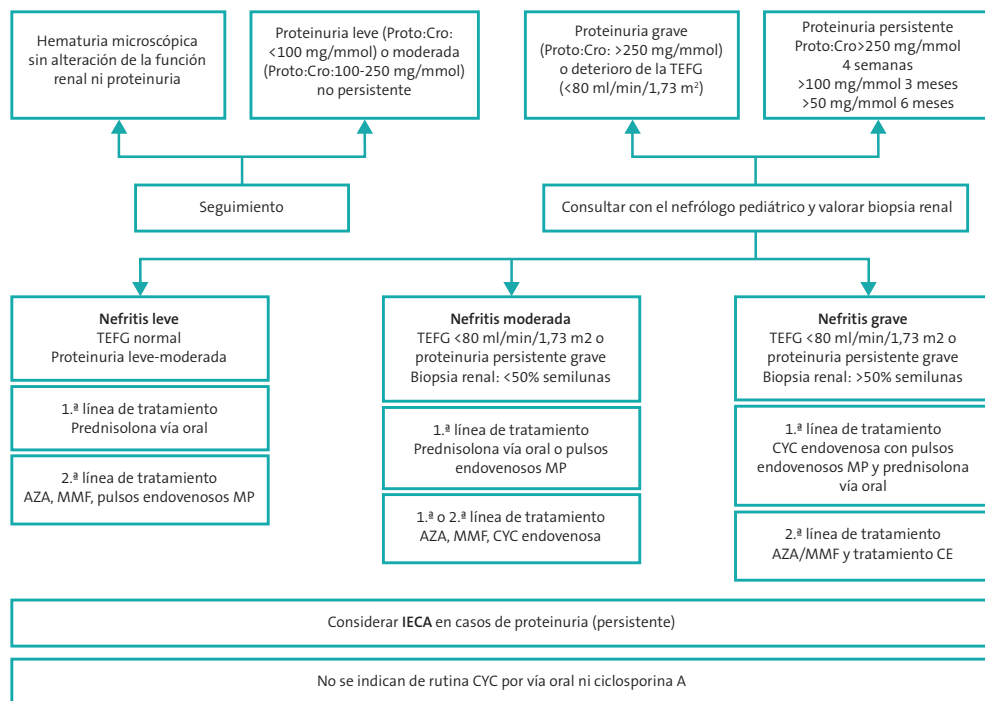 Hematuria microscópica
sin alteración de la función
renal ni proteinuria
Proteinuria leve (Proto:Cro:
<100 mg/mmol) o moderada
(Proto:Cro:100-250 mg/mmol)
no persistente
Proteinuria grave
(Proto:Cro: >250 mg/mmol)
o deterioro de la TEFG
(<80 ml/min/1,73 m²)
Proteinuria persistente
Proto:Cro>250 mg/mmol
4 semanas
>100 mg/mmol 3 meses
>50 mg/mmol 6 meses
Seguimiento
Consultar con el nefrólogo pediátrico y valorar biopsia renal
Nefritis leve
TEFG normal
Proteinuria leve-moderada
1.ª línea de tratamiento
Prednisolona vía oral
2.ª línea de tratamiento
AZA, MMF, pulsos endovenosos MP
Nefritis moderada
TEFG <80 ml/min/1,73 m2 o
proteinuria persistente grave
Biopsia renal: <50% semilunas
1.ª línea de tratamiento
Prednisolona vía oral o pulsos
endovenosos MP
1.ª o 2.ª línea de tratamiento
AZA, MMF, CYC endovenosa
Nefritis grave
TEFG <80 ml/min/1,73 m2 o
proteinuria persistente grave
Biopsia renal: >50% semilunas
1.ª línea de tratamiento
CYC endovenosa con pulsos
endovenosos MP y prednisolona
vía oral
2.ª línea de tratamiento
AZA/MMF y tratamiento CE
Considerar IECA en casos de proteinuria (persistente)
No se indican de rutina CYC por vía oral ni ciclosporina A